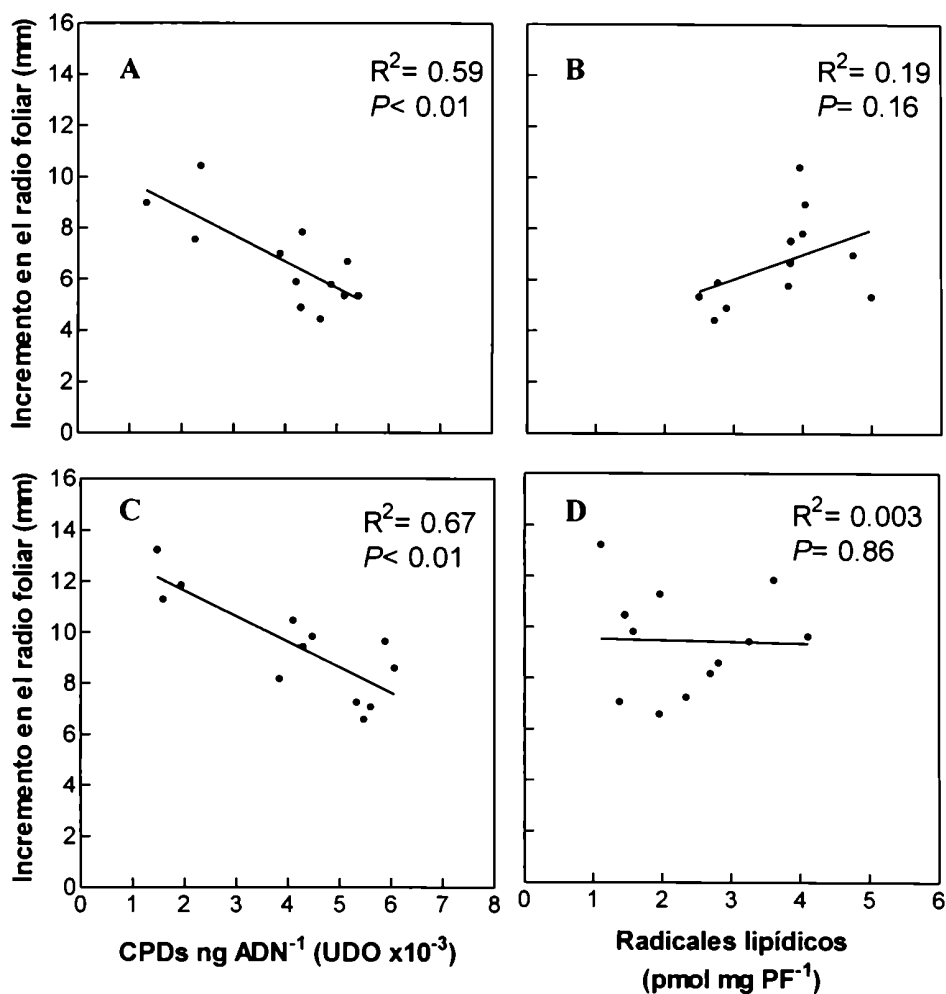 Incremento en el radio foliar (mm)
16
14
12
10
8
6
4
2
0
A
R²= 0.59
P< 0.01
B
R²= 0.19
P= 0.16
Incremento en el radio foliar (mm)
16
14
12
10
8
6
4
2
0
C
R²= 0.67
P< 0.01
D
R²= 0.003
P= 0.86
0 1 2 3 4 5 6 7 8
0 1 2 3 4 5 6
CPDs ng ADN⁻¹ (UDO x10⁻³)
Radicales lipídicos
(pmol mg PF⁻¹)